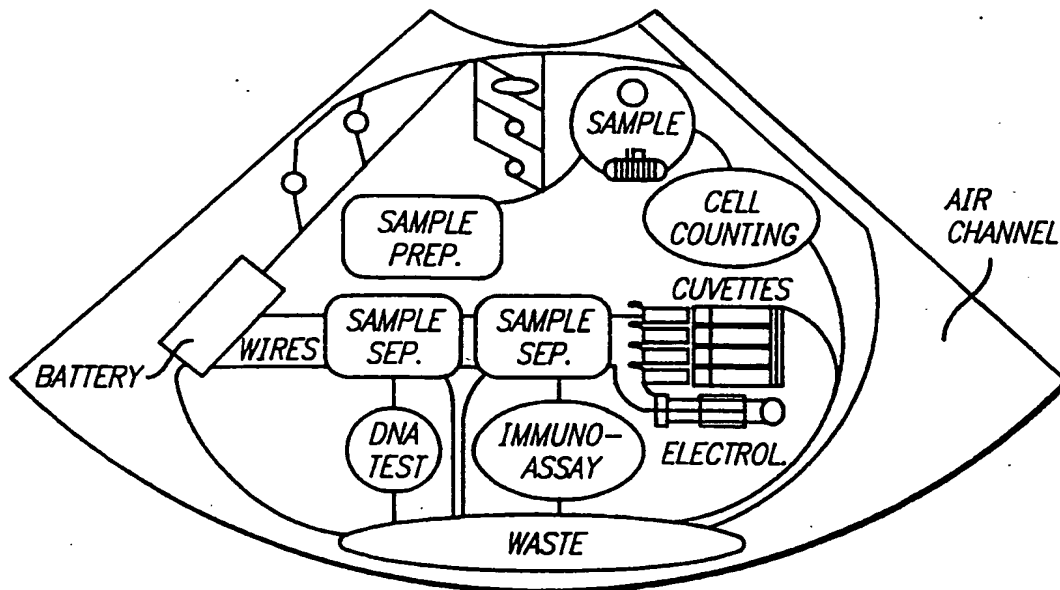 SAMPLE
CELL
COUNTING
AIR
CHANNEL
SAMPLE
PREP.
CUVETTES
SAMPLE
SEP.
SAMPLE
SEP.
WIRES
BATTERY
DNA
TEST
IMMUNO-
ASSAY
ELECTROL.
WASTE